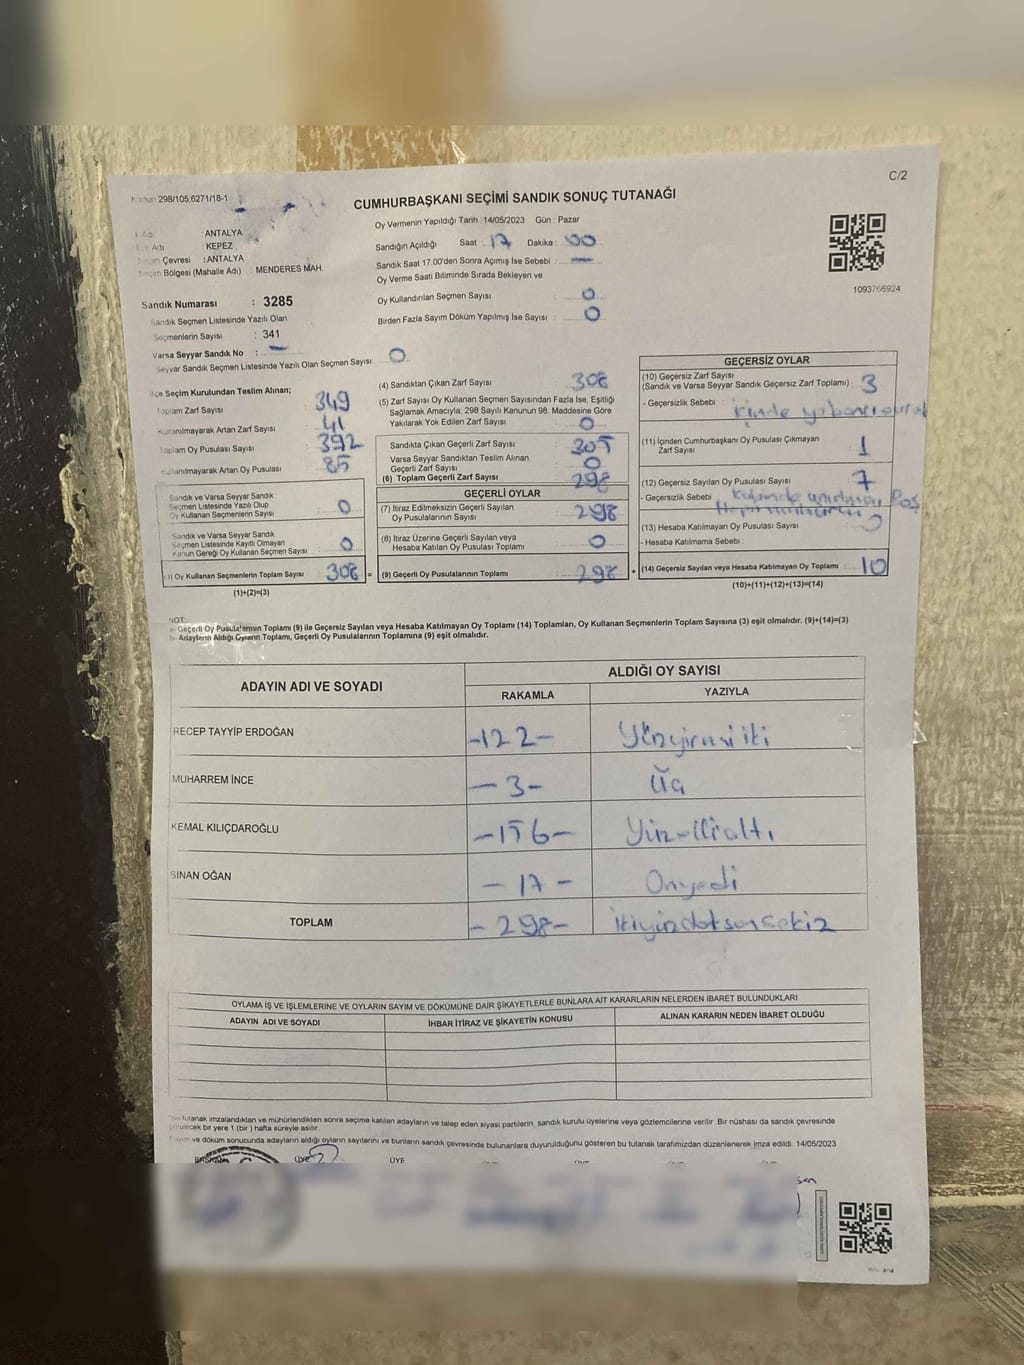 298/105,6271/18-1
C/2
CUMHURBAŞKANI SEÇİMİ SANDIK SONUÇ TUTANAĞI
Adı : ANTALYA
Adı : KEPEZ
Çevresi : ANTALYA
Bölgesi (Mahalle Adı) : MENDERES MAH.
Sandık Numarası : 3285
Sandık Seçmen Listesinde Yazılı Olan
Seçmenlerin Sayısı : 341
Varsa Seyyar Sandık No : —
Seyyar Sandık Seçmen Listesinde Yazılı Olan Seçmen Sayısı: 0
Oy Vermenin Yapıldığı Tarih : 14/05/2023 Gün : Pazar
Sandığın Açıldığı Saat 17 Dakika : 00
Sandık Saat 17.00'den Sonra Açımış İse Sebebi : —
Oy Verme Saati Bitiminde Sırada Bekleyen ve
Oy Kullandırılan Seçmen Sayısı : 0
Birden Fazla Sayım Döküm Yapılmış İse Sayısı : 0
1093765924
İlçe Seçim Kurulundan Teslim Alınan;
Toplam Zarf Sayısı : 349
Kullanılmayarak Artan Zarf Sayısı : 41
Toplam Oy Pusulası Sayısı : 392
Kullanılmayarak Artan Oy Pusulası : 85
Sandık ve Varsa Seyyar Sandık
Seçmen Listesinde Yazılı Olup
Oy Kullanan Seçmenlerin Sayısı : 0
Sandık ve Varsa Seyyar Sandık
Seçmen Listesinde Kayıtlı Olmayan
Kanun Gereği Oy Kullanan Seçmen Sayısı : 0
Oy Kullanan Seçmenlerin Toplam Sayısı 308 =
(1)+(2)=(3)
(4) Sandıktan Çıkan Zarf Sayısı : 308
(5) Zarf Sayısı Oy Kullanan Seçmen Sayısından Fazla İse, Eşitliği
Sağlamak Amacıyla, 298 Sayılı Kanunun 98. Maddesine Göre
Yakılarak Yok Edilen Zarf Sayısı : 0
Sandıkta Çıkan Geçerli Zarf Sayısı : 305
Varsa Seyyar Sandıktan Teslim Alınan
Geçerli Zarf Sayısı : 0
(6) Toplam Geçerli Zarf Sayısı : 298
GEÇERLİ OYLAR
(7) İtiraz Edilmeksizin Geçerli Sayılan
Oy Pusulalarının Sayısı : 298
(8) İtiraz Üzerine Geçerli Sayılan veya
Hesaba Katılan Oy Pusulası Toplamı : 0
(9) Geçerli Oy Pusulalarının Toplamı : 298 +
GEÇERSİZ OYLAR
(10) Geçersiz Zarf Sayısı
(Sandık ve Varsa Seyyar Sandık Geçersiz Zarf Toplamı) : 3
- Geçersizlik Sebebi : içinde yabancı
(11) İçinden Cumhurbaşkanı Oy Pusulası Çıkmayan
Zarf Sayısı : 1
(12) Geçersiz Sayılan Oy Pusulası Sayısı : 7
- Geçersizlik Sebebi : Boş
(13) Hesaba Katılmayan Oy Pusulası Sayısı :
- Hesaba Katılmama Sebebi :
(14) Geçersiz Sayılan veya Hesaba Katılmayan Oy Toplamı : 10
(10)+(11)+(12)+(13)=(14)
NOT:
Geçerli Oy Pusulalarının Toplamı (9) ile Geçersiz Sayılan veya Hesaba Katılmayan Oy Toplamı (14) Toplamları, Oy Kullanan Seçmenlerin Toplam Sayısına (3) eşit olmalıdır. (9)+(14)=(3)
Adayların Aldığı Oyların Toplamı, Geçerli Oy Pusulalarının Toplamına (9) eşit olmalıdır.
ADAYIN ADI VE SOYADI
ALDIĞI OY SAYISI
RAKAMLA YAZIYLA
RECEP TAYYİP ERDOĞAN -122- Yüzyirmiiki
MUHARREM İNCE -3- Üç
KEMAL KILIÇDAROĞLU -156- Yüzellialtı
SİNAN OĞAN -17- Onyedi
TOPLAM -298- ikiyüzdoksansekiz
OYLAMA İŞ VE İŞLEMLERİNE VE OYLARIN SAYIM VE DÖKÜMÜNE DAİR ŞİKAYETLERLE BUNLARA AİT KARARLARIN NELERDEN İBARET BULUNDUKLARI
ADAYIN ADI VE SOYADI İHBAR İTİRAZ VE ŞİKAYETİN KONUSU ALINAN KARARIN NEDEN İBARET OLDUĞU
tutanak imzalandıktan ve mühürlendikten sonra seçime katılan adayların ve talep eden siyasi partilerin, sandık kurulu üyelerine veya gözlemcilerine verilir. Bir nüshası da sandık çevresinde
bir yere 1 (bir) hafta süreyle asılır.
ve döküm sonucunda adayların aldığı oyların sayılarını ve bunların sandık çevresinde bulunanlara duyurulduğunu gösteren bu tutanak tarafımızdan düzenlenerek imza edildi. 14/05/2023
BAŞKAN ÜYE ÜYE